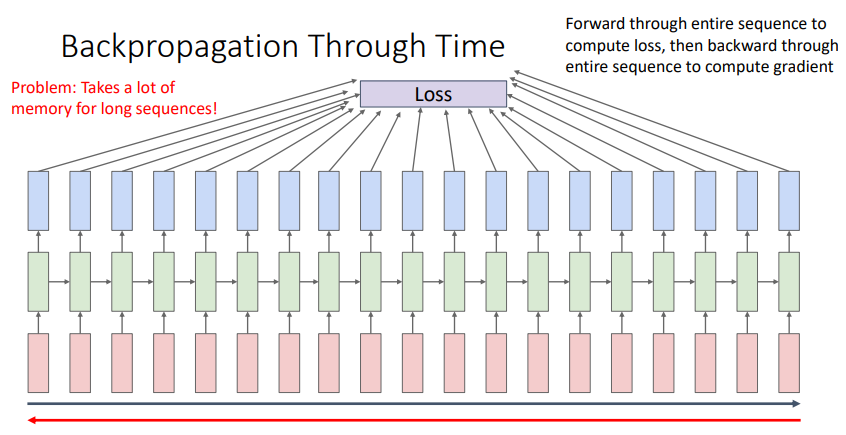 Backpropagation Through Time
Forward through entire sequence to
compute loss, then backward through
entire sequence to compute gradient
Problem: Takes a lot of
memory for long sequences!
Loss